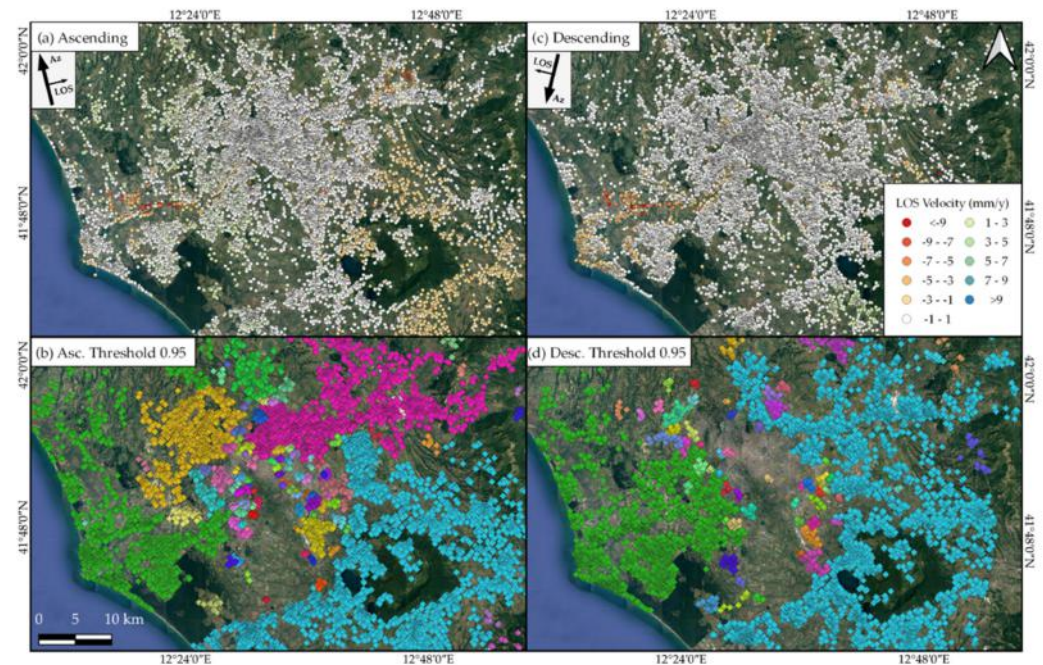 12°24'0"E 12°48'0"E 12°24'0"E 12°48'0"E
(a) Ascending
(c) Descending
Az
LOS
LOS
Az
42°0'0"N
42°0'0"N
41°48'0"N
41°48'0"N
LOS Velocity (mm/y)
<-9 1 - 3
-9 - -7 3 - 5
-7 - -5 5 - 7
-5 - -3 7 - 9
-3 - -1 >9
-1 - 1
(b) Asc. Threshold 0.95
(d) Desc. Threshold 0.95
42°0'0"N
42°0'0"N
41°48'0"N
41°48'0"N
0 5 10 km
12°24'0"E 12°48'0"E 12°24'0"E 12°48'0"E